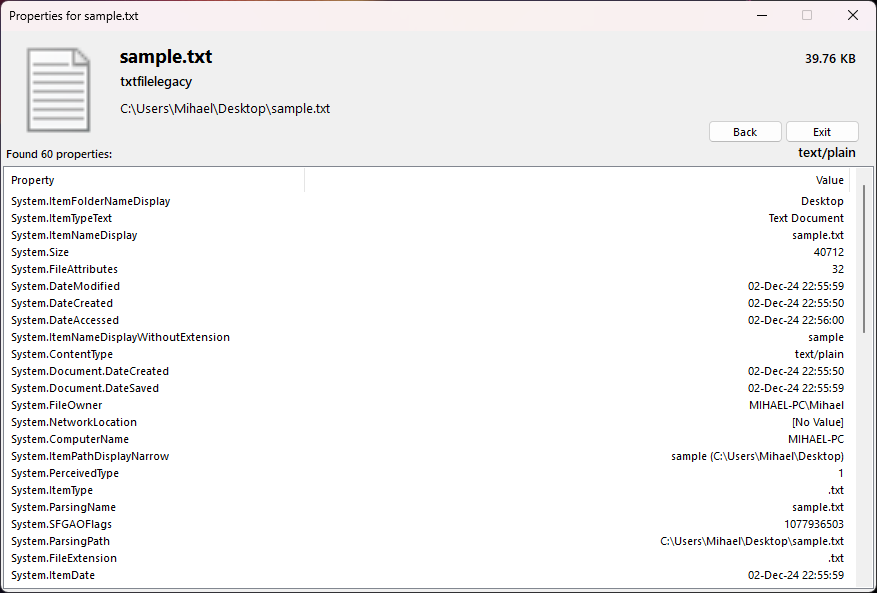 Properties for sample.txt
sample.txt
39.76 KB
txtfilelegacy
C:\Users\Mihael\Desktop\sample.txt
Back Exit
Found 60 properties:
text/plain
Property Value
System.ItemFolderNameDisplay Desktop
System.ItemTypeText Text Document
System.ItemNameDisplay sample.txt
System.Size 40712
System.FileAttributes 32
System.DateModified 02-Dec-24 22:55:59
System.DateCreated 02-Dec-24 22:55:50
System.DateAccessed 02-Dec-24 22:56:00
System.ItemNameDisplayWithoutExtension sample
System.ContentType text/plain
System.Document.DateCreated 02-Dec-24 22:55:50
System.Document.DateSaved 02-Dec-24 22:55:59
System.FileOwner MIHAEL-PC\Mihael
System.NetworkLocation [No Value]
System.ComputerName MIHAEL-PC
System.ItemPathDisplayNarrow sample (C:\Users\Mihael\Desktop)
System.PerceivedType 1
System.ItemType .txt
System.ParsingName sample.txt
System.SFGAOFlags 1077936503
System.ParsingPath C:\Users\Mihael\Desktop\sample.txt
System.FileExtension .txt
System.ItemDate 02-Dec-24 22:55:59